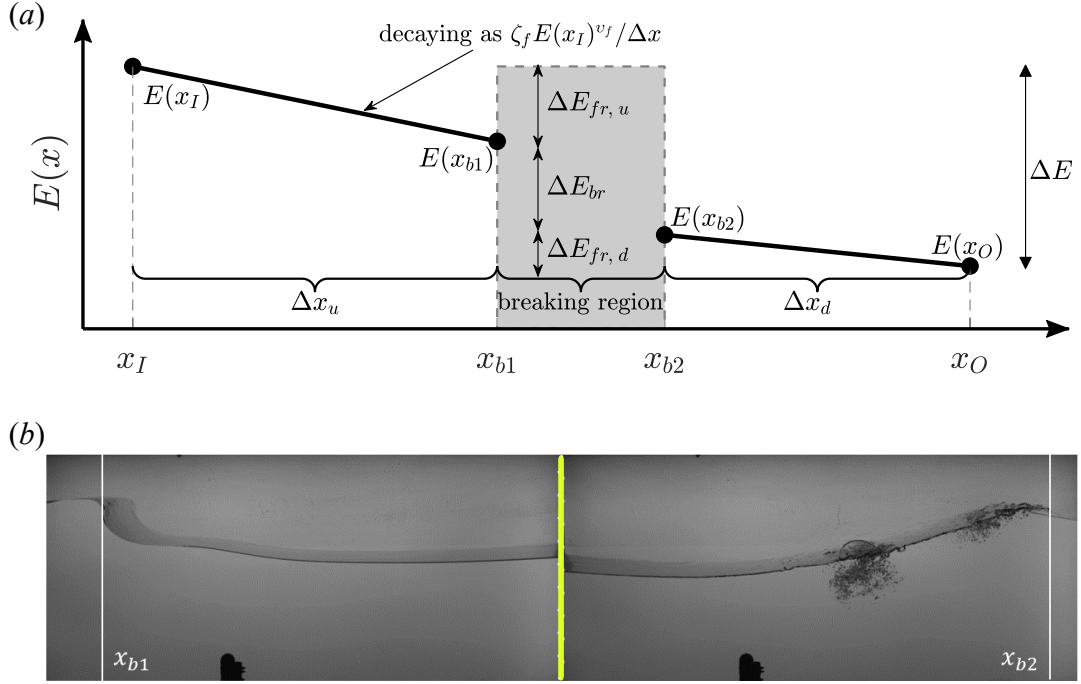 (a)
decaying as ζ_f E(x_I)^{υ_f}/Δx
E(x_I)
ΔE_{fr, u}
E(x_{b1})
ΔE
E(x)
ΔE_{br}
E(x_{b2})
E(x_O)
ΔE_{fr, d}
Δx_u
breaking region
Δx_d
x_I
x_{b1}
x_{b2}
x_O
(b)
x_{b1}
x_{b2}